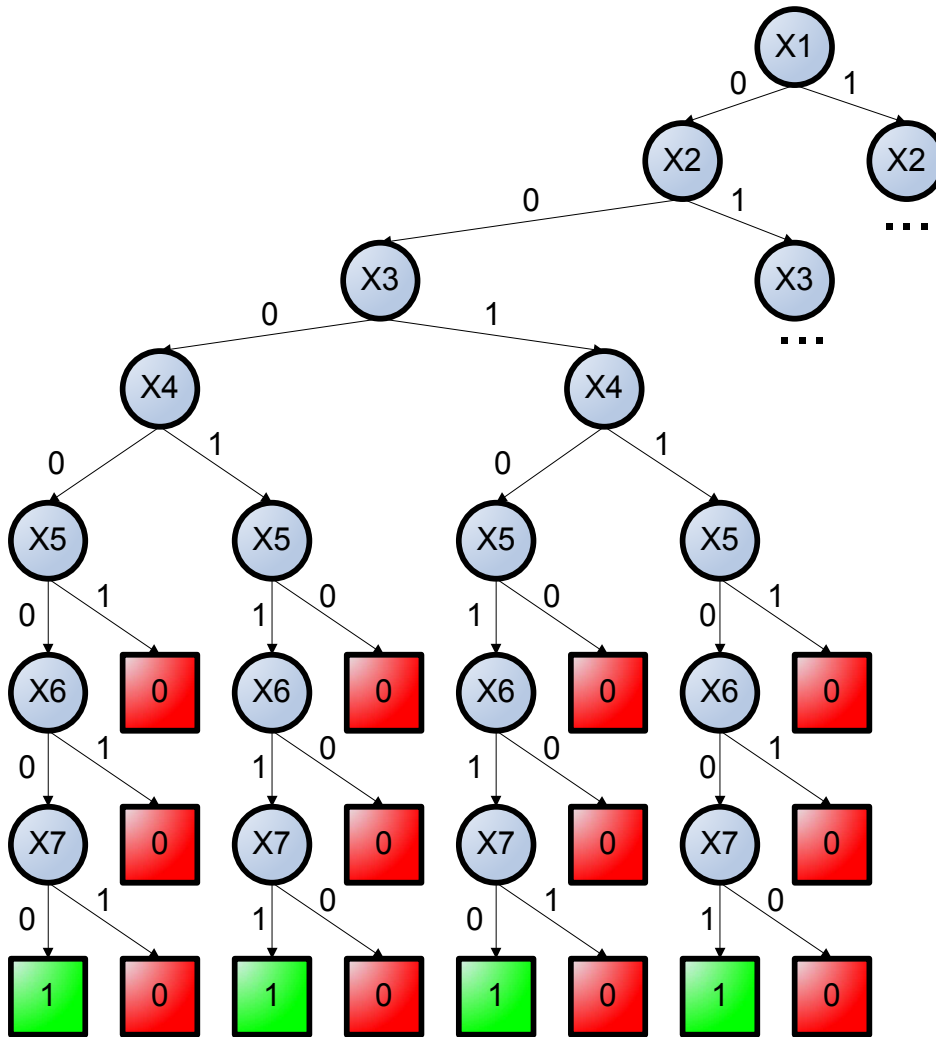 X1
0 1
X2 X2
0 1 ...
X3 X3
0 1 ...
X4 X4
0 1 0 1
X5 X5 X5 X5
0 1 1 0 1 0 0 1
X6 0 X6 0 X6 0 X6 0
0 1 1 0 1 0 0 1
X7 0 X7 0 X7 0 X7 0
0 1 1 0 0 1 1 0
1 0 1 0 1 0 1 0